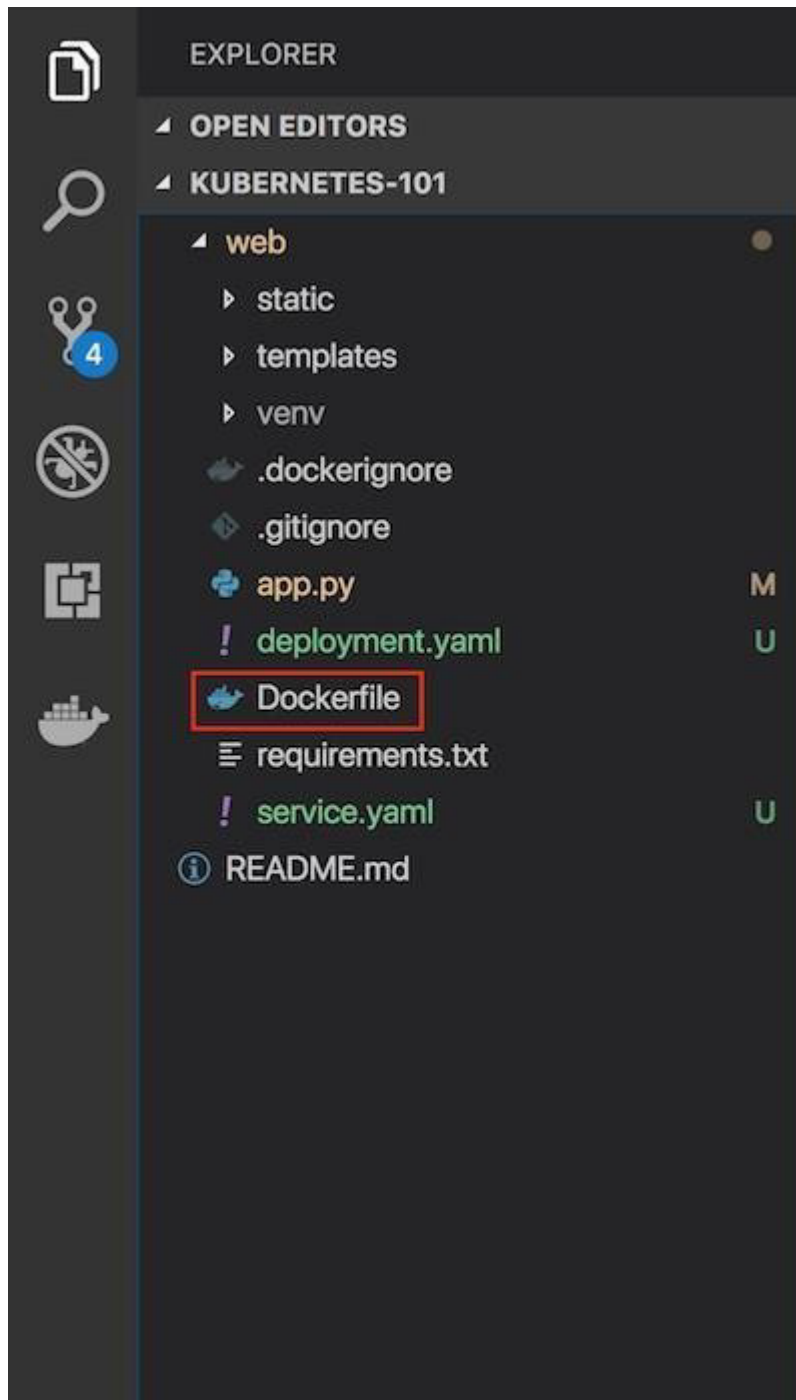 EXPLORER
OPEN EDITORS
KUBERNETES-101
web
static
templates
4
venv
.dockerignore
.gitignore
app.py M
deployment.yaml U
Dockerfile
requirements.txt
service.yaml U
README.md